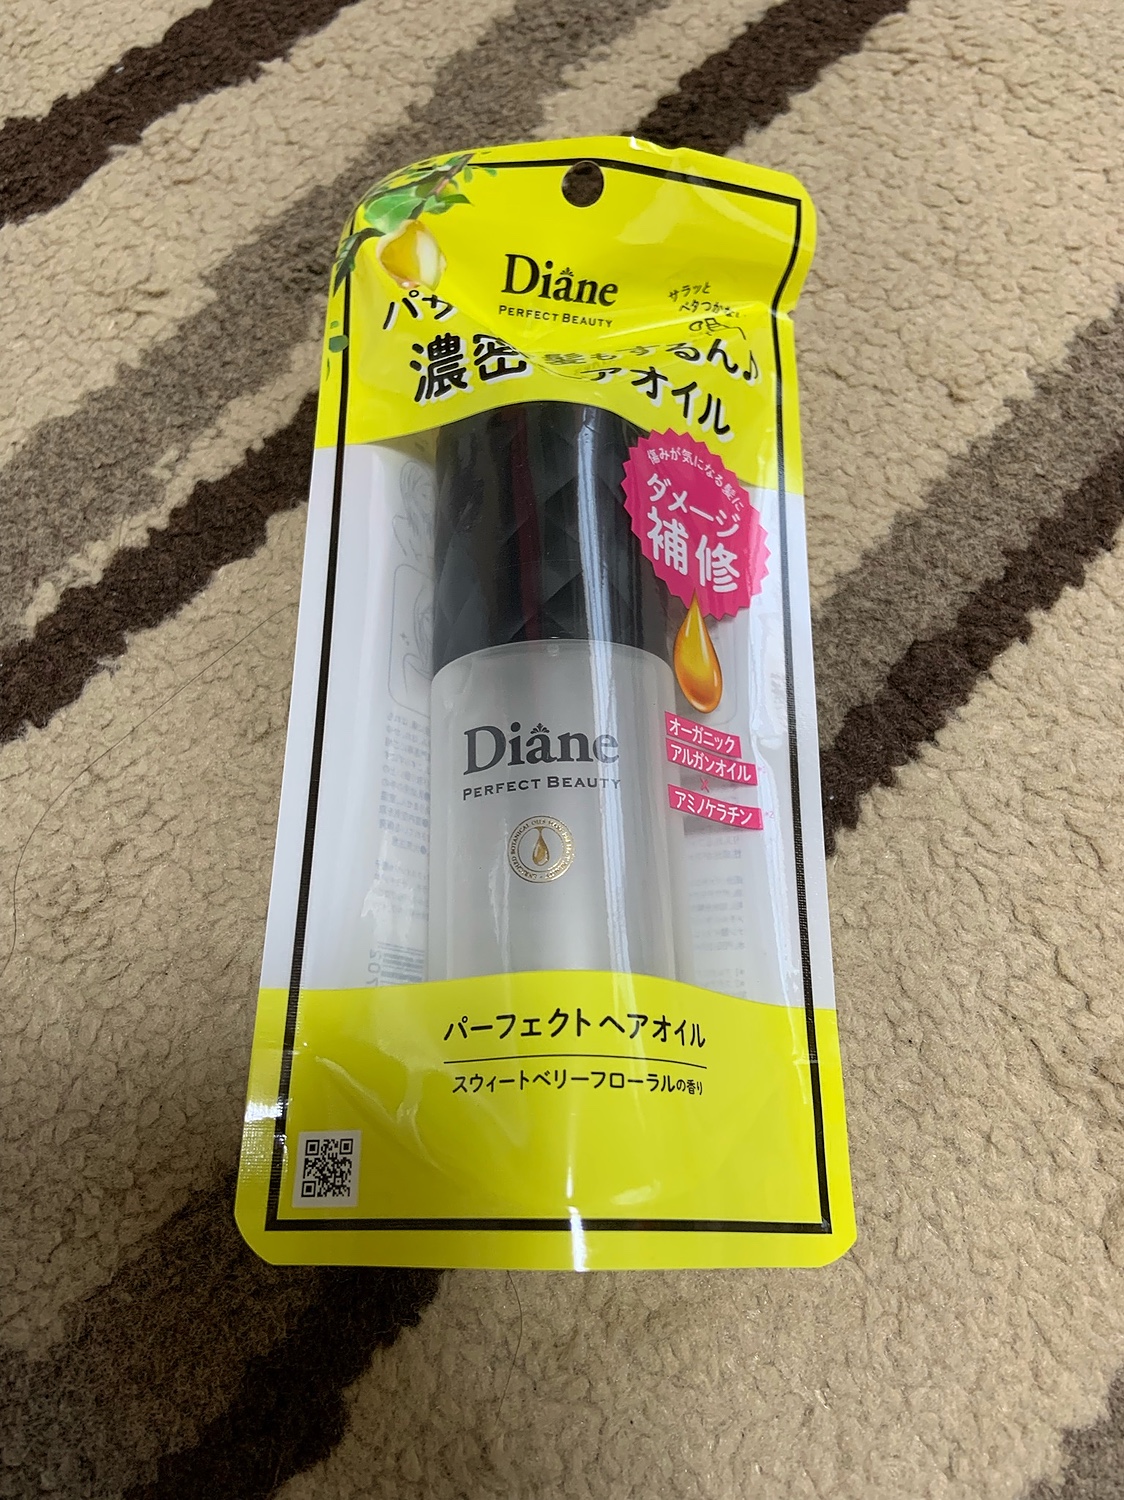 Diane
PERFECT BEAUTY
サラッと
ベタつかない
パサ
髪もするん♪
濃密
アオイル
傷みが気になる髪に
ダメージ
補修
Diane
PERFECT BEAUTY
オーガニック
アルガンオイル
×
アミノケラチン
パーフェクト ヘアオイル
スウィートベリーフローラルの香り